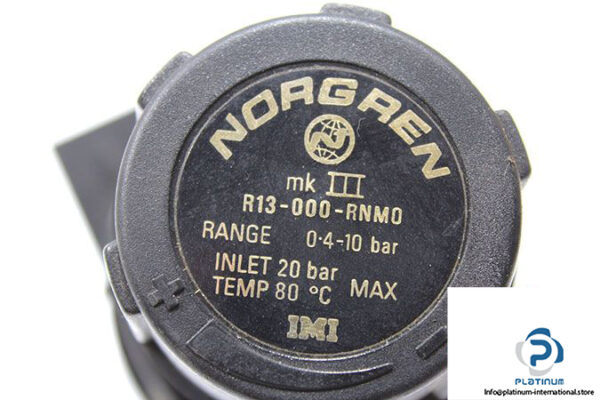 NORGREN
mk III
R13-000-RNMO
RANGE 0·4-10 bar
INLET 20 bar
TEMP 80 °C MAX
IMI
+
PLATINUM
info@platinum-international.store